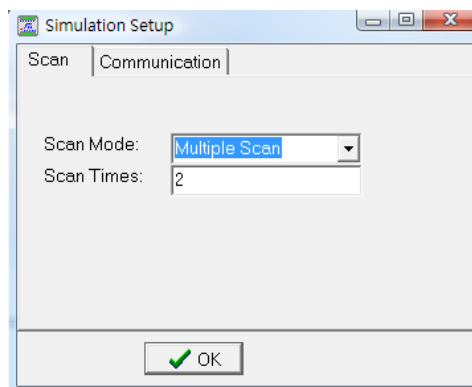 Simulation Setup
Scan Communication
Scan Mode: Multiple Scan
Scan Times: 2
OK